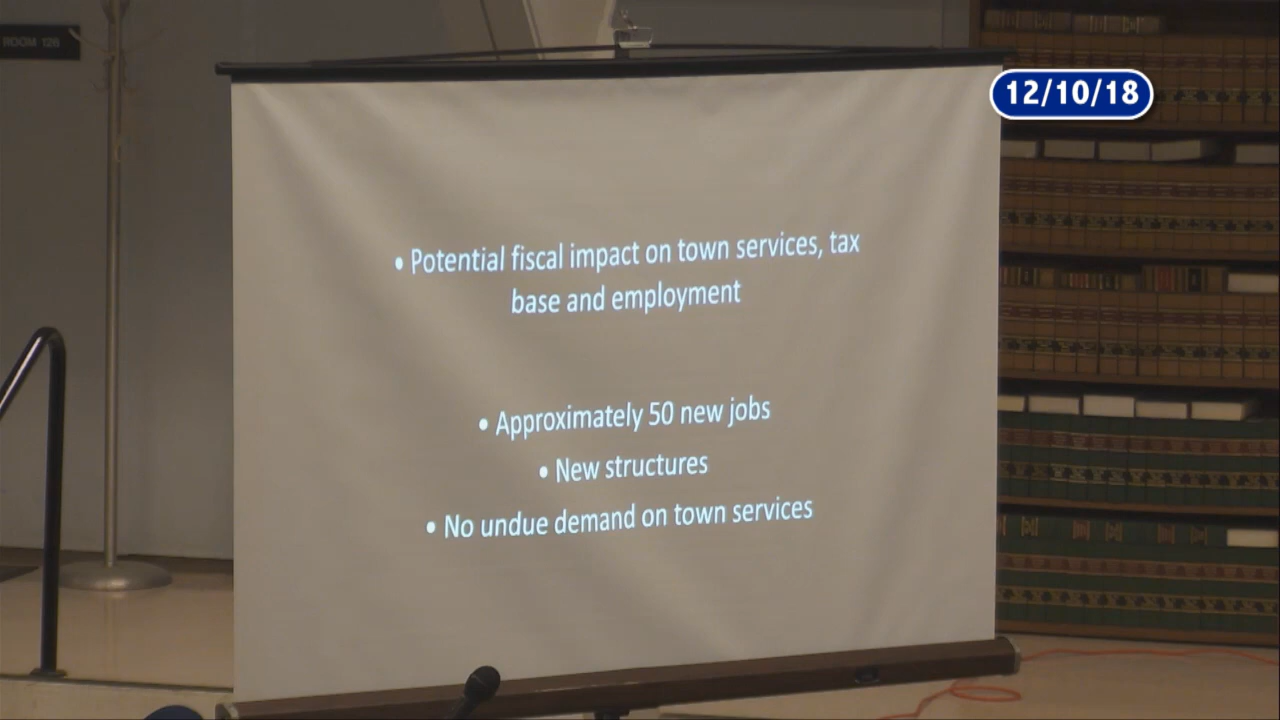 ROOM 126
12/10/18
• Potential fiscal impact on town services, tax
base and employment
• Approximately 50 new jobs
• New structures
• No undue demand on town services